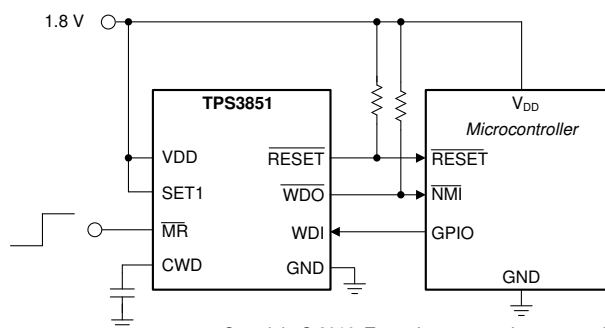 1.8 V
TPS3851
VDD
SET1
MR
CWD
RESET
WDO
WDI
GND
VDD
Microcontroller
RESET
NMI
GPIO
GND